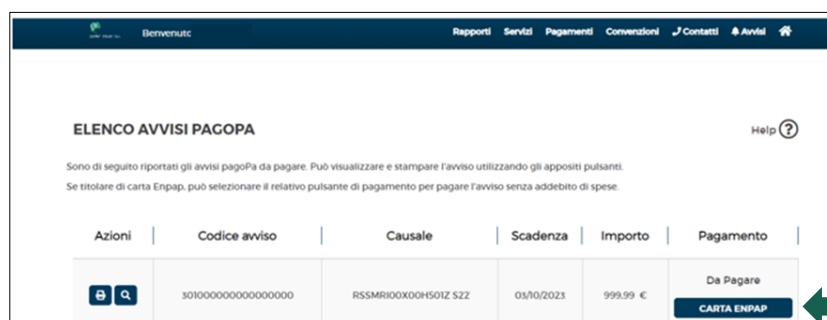 Benvenuto
Rapporti Servizi Pagamenti Convenzioni Contatti Avvisi
ELENCO AVVISI PAGOPA
Help ?
Sono di seguito riportati gli avvisi pagoPa da pagare. Può visualizzare e stampare l'avviso utilizzando gli appositi pulsanti.
Se titolare di carta Enpap, può selezionare il relativo pulsante di pagamento per pagare l'avviso senza addebito di spese.
Azioni Codice avviso Causale Scadenza Importo Pagamento
Da Pagare
301000000000000000 RSSMRI00X00H501Z S22 03/10/2023 999,99 €
CARTA ENPAP